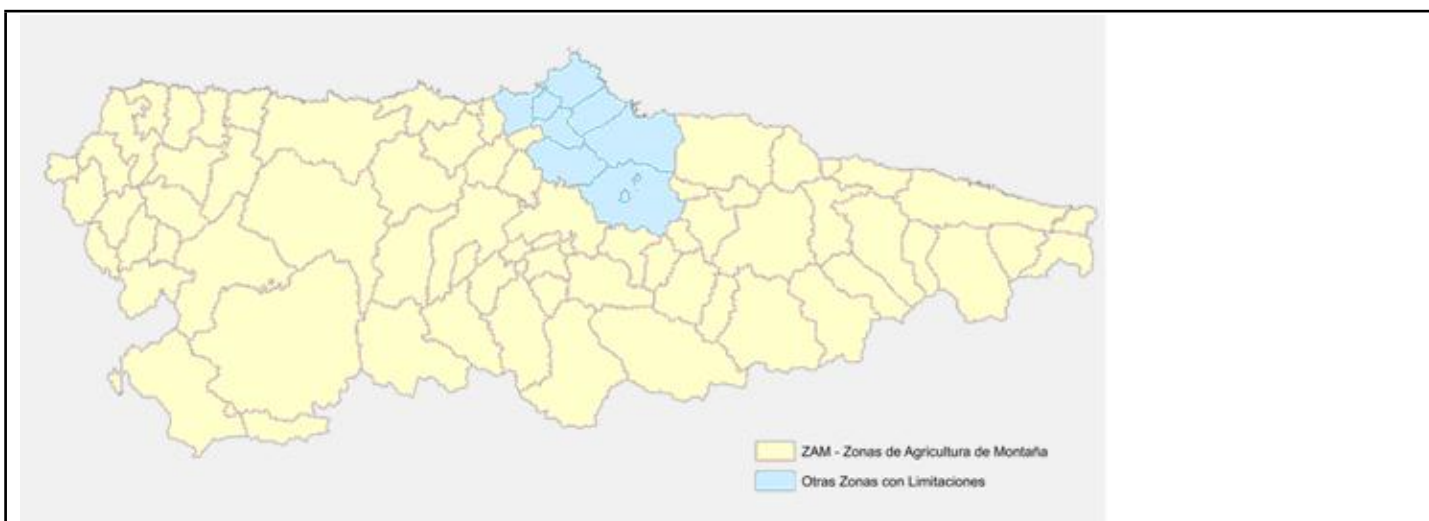 ZAM - Zonas de Agricultura de Montaña
Otras Zonas con Limitaciones